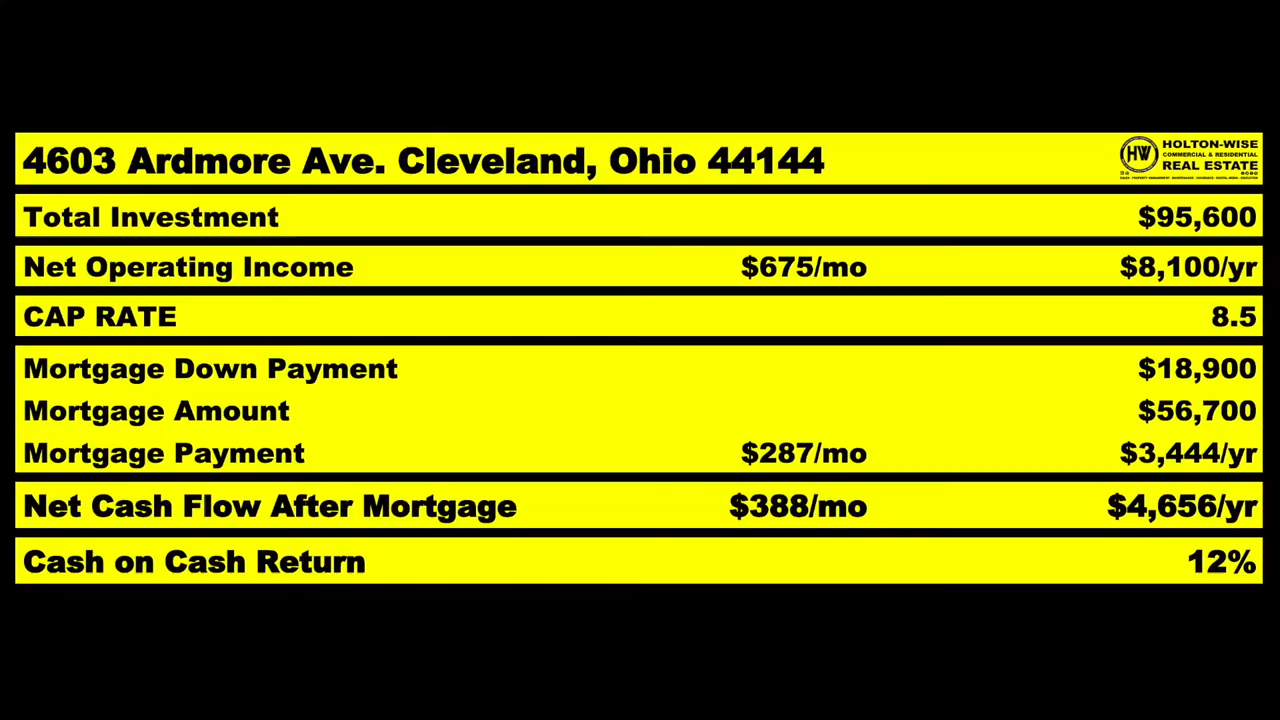 4603 Ardmore Ave. Cleveland, Ohio 44144
HW
HOLTON-WISE
COMMERCIAL & RESIDENTIAL
REAL ESTATE
Total Investment $95,600
Net Operating Income $675/mo $8,100/yr
CAP RATE 8.5
Mortgage Down Payment $18,900
Mortgage Amount $56,700
Mortgage Payment $287/mo $3,444/yr
Net Cash Flow After Mortgage $388/mo $4,656/yr
Cash on Cash Return 12%